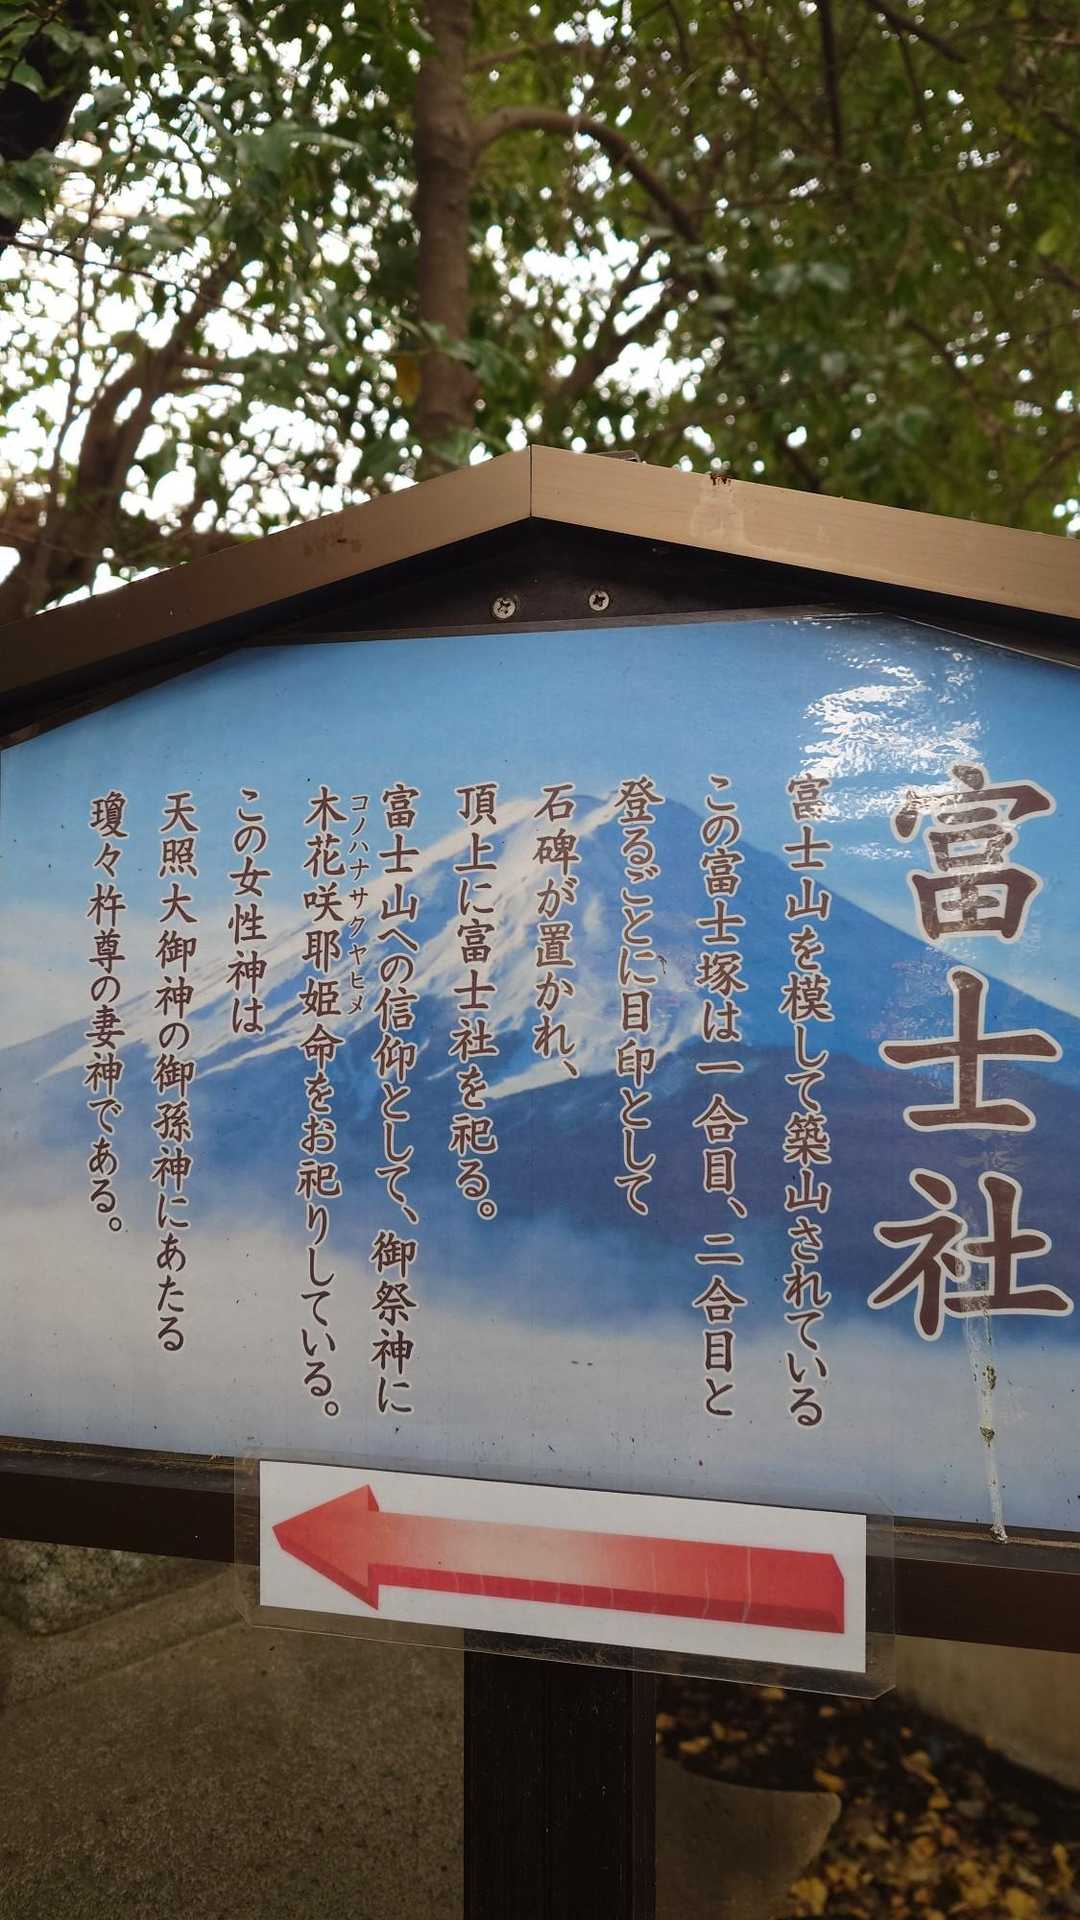 富士社
富士山を模して築山されている
この富士塚は一合目、二合目と
登るごとに目印として
石碑が置かれ、
頂上に富士社を祀る。
富士山への信仰として、御祭神に
コノハナサクヤヒメ
木花咲耶姫命をお祀りしている。
この女性神は
天照大御神の御孫神にあたる
瓊々杵尊の妻神である。